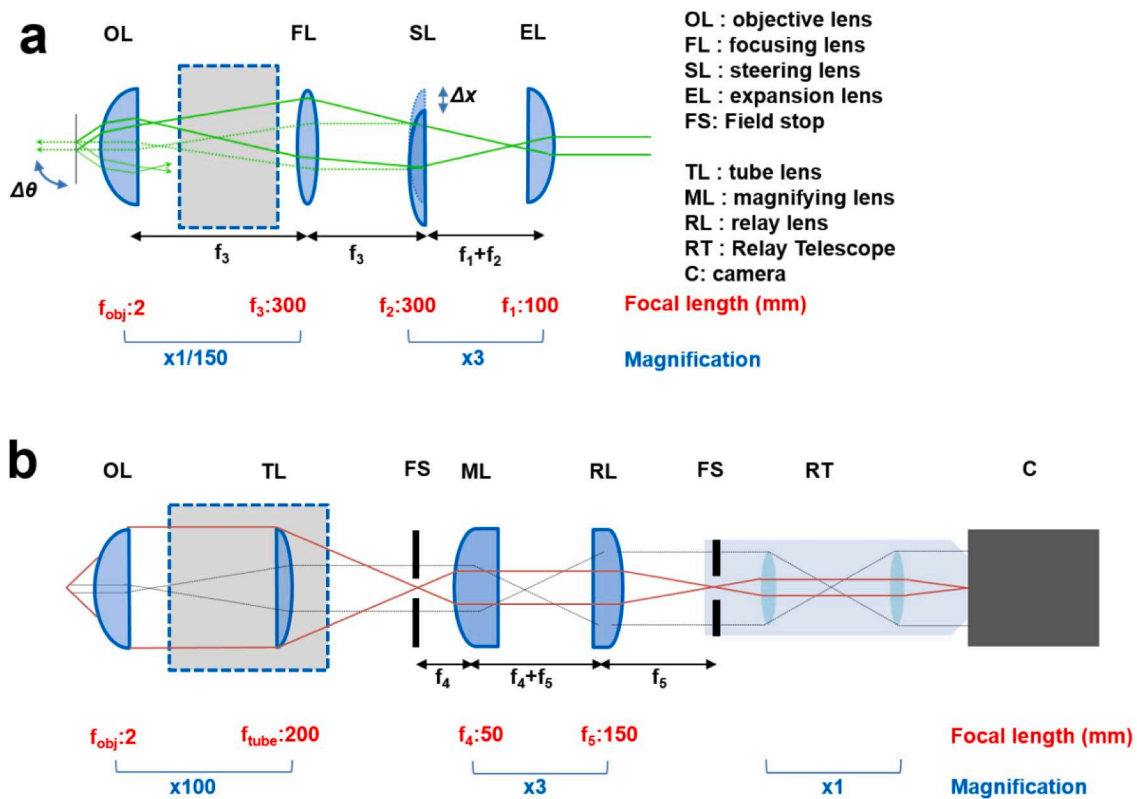 a
OL
FL
SL
EL
OL : objective lens
FL : focusing lens
SL : steering lens
EL : expansion lens
FS: Field stop
TL : tube lens
ML : magnifying lens
RL : relay lens
RT : Relay Telescope
C: camera
Δx
Δθ
f3
f3
f1+f2
fobj:2
f3:300
f2:300
f1:100
Focal length (mm)
x1/150
x3
Magnification
b
OL
TL
FS
ML
RL
FS
RT
C
f4
f4+f5
f5
fobj:2
ftube:200
f4:50
f5:150
Focal length (mm)
x100
x3
x1
Magnification